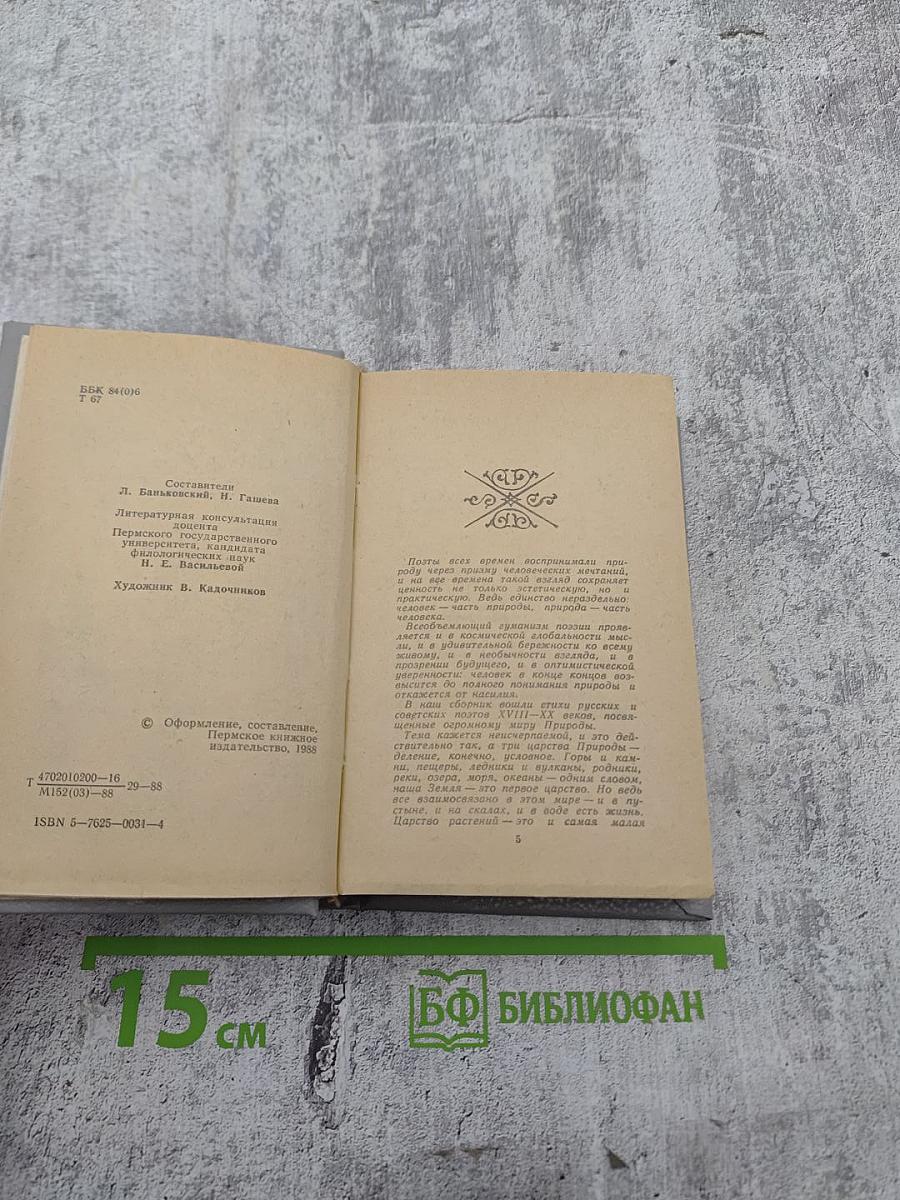 ББК 84(0)6
Т 67
Составители
Л. Баньковский, Н. Гашева
Литературная консультация
доцента
Пермского государственного
университета, кандидата
филологических наук
Н. Е. Васильевой
Художник В. Кадочников
© Оформление, составление,
Пермское книжное
издательство, 1988
Т 4702010200—16
М152(03)—88
29—88
ISBN 5—7625—0031—4
Поэты всех времен воспринимали при-
роду через призму человеческих мечтаний,
и на все времена такой взгляд сохраняет
ценность не только эстетическую, но и
практическую. Ведь единство нераздельно:
человек — часть природы, природа — часть
человека.
Всеобъемлющий гуманизм поэзии прояв-
ляется и в космической глобальности мыс-
ли, и в удивительной бережности ко всему
живому, и в необычности взгляда, и в
прозрении будущего, и в оптимистической
уверенности: человек в конце концов воз-
высится до полного понимания природы и
откажется от насилия.
В наш сборник вошли стихи русских и
советских поэтов XVIII—XX веков, посвя-
щенные огромному миру Природы.
Тема кажется неисчерпаемой, и это дей-
ствительно так, а три царства Природы —
деление, конечно, условное. Горы и кам-
ни, пещеры, ледники и вулканы, родники,
реки, озера, моря, океаны — одним словом,
наша Земля — это первое царство. Но ведь
все взаимосвязано в этом мире — и в пу-
стыне, и на скалах, и в воде есть жизнь.
Царство растений — это и самая малая
5
15 см
БФ БИБЛИОФАН